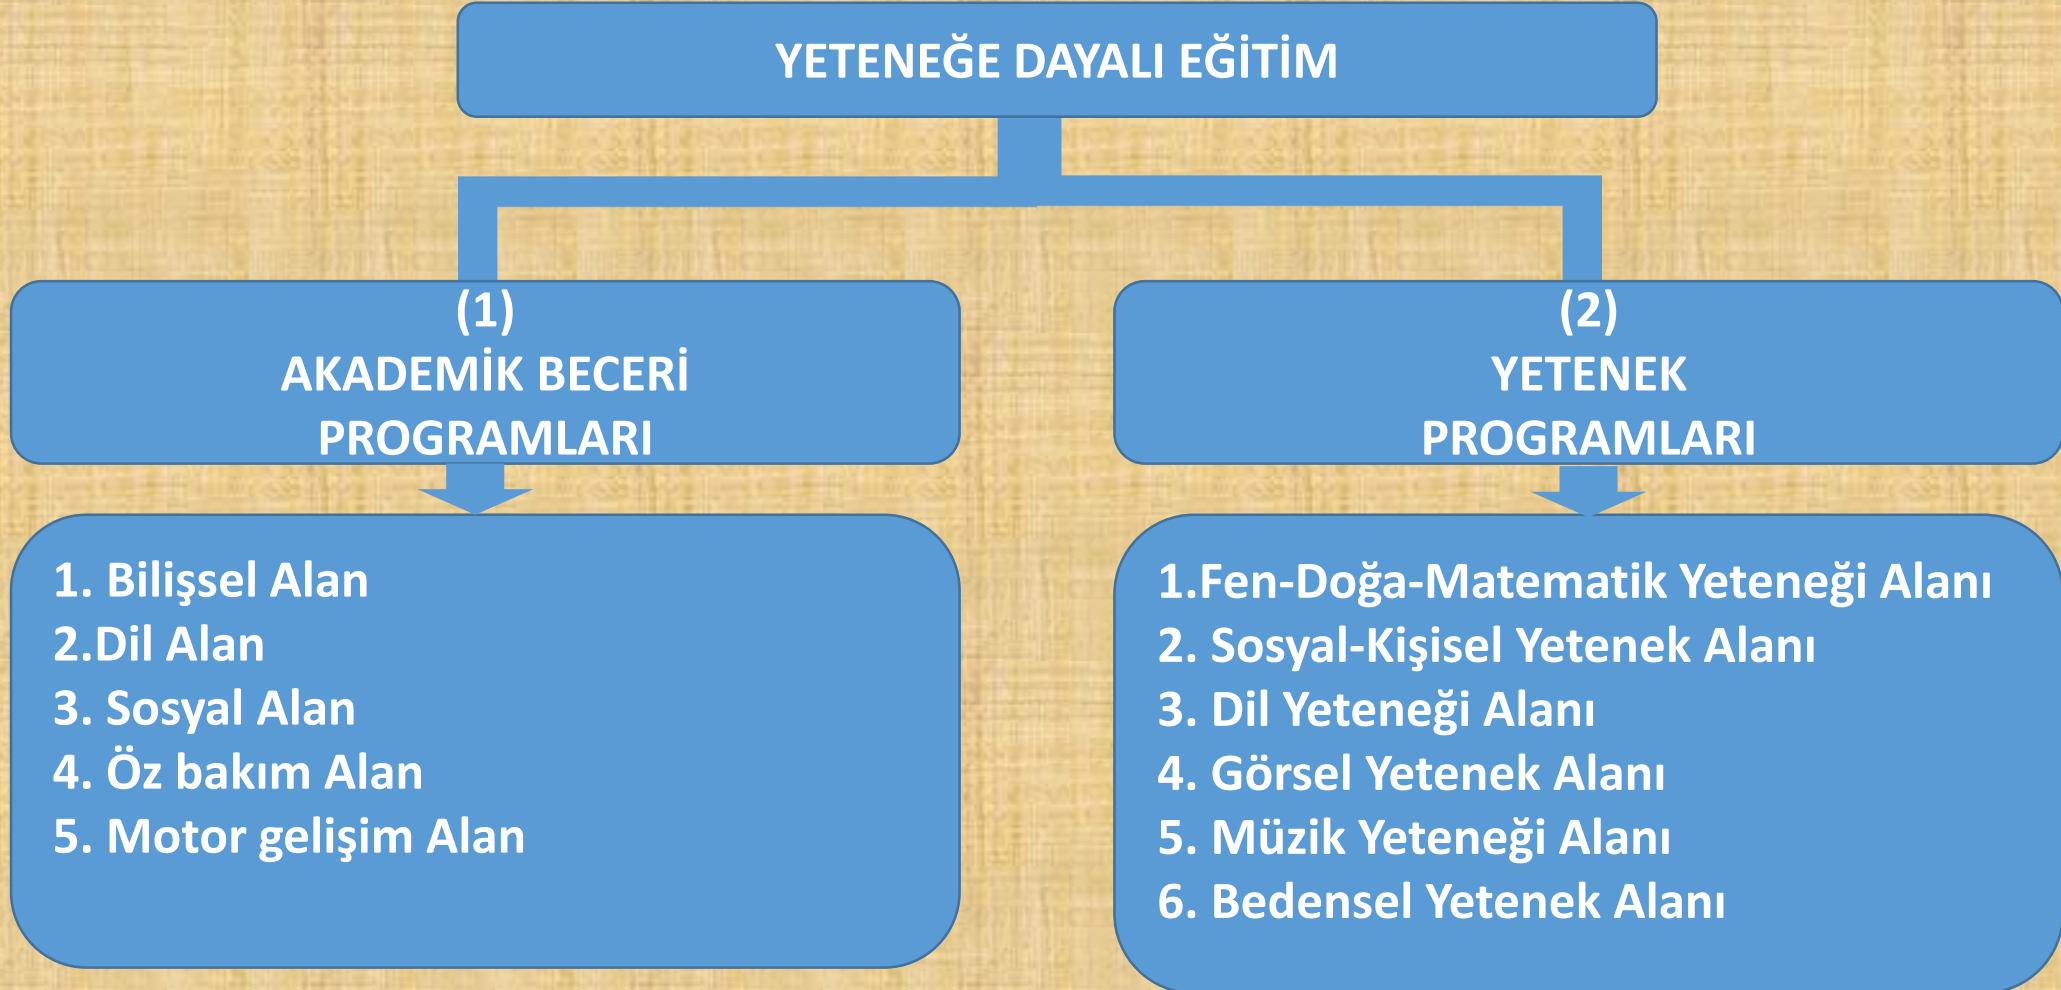 YETENEĞE DAYALI EĞİTİM
(1)
AKADEMİK BECERİ
PROGRAMLARI
(2)
YETENEK
PROGRAMLARI
1. Bilişsel Alan
2.Dil Alan
3. Sosyal Alan
4. Öz bakım Alan
5. Motor gelişim Alan
1.Fen-Doğa-Matematik Yeteneği Alanı
2. Sosyal-Kişisel Yetenek Alanı
3. Dil Yeteneği Alanı
4. Görsel Yetenek Alanı
5. Müzik Yeteneği Alanı
6. Bedensel Yetenek Alanı